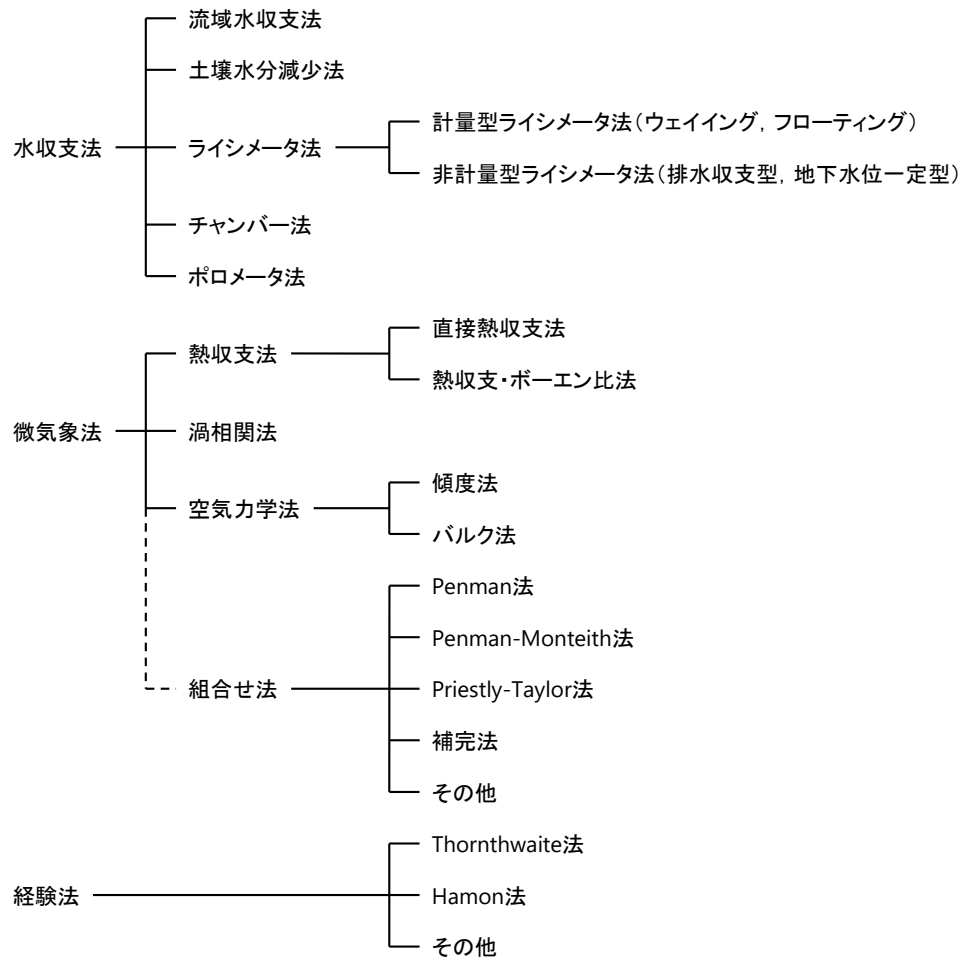 流域水収支法
土壌水分減少法
計量型ライシメータ法（ウェイイング，フローティング）
水収支法
ライシメータ法
非計量型ライシメータ法（排水収支型，地下水位一定型）
チャンバー法
ポロメータ法
直接熱収支法
熱収支法
熱収支・ボーエン比法
微気象法
渦相関法
傾度法
空気力学法
バルク法
Penman法
Penman-Monteith法
組合せ法
Priestly-Taylor法
補完法
その他
Thornthwaite法
経験法
Hamon法
その他